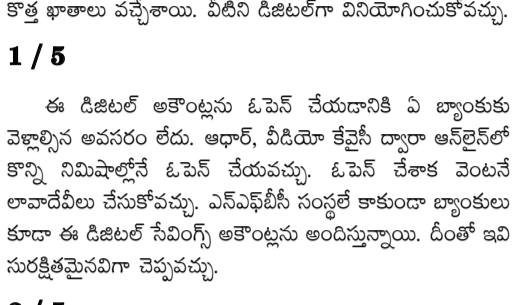 కొత్త ఖాతాలు వచ్చేశాయి. వీటిని డిజిటల్‌గా వినియోగించుకోవచ్చు.
1 / 5
ఈ డిజిటల్ అకౌంట్లను ఓపెన్ చేయడానికి ఏ బ్యాంకుకు
వెళ్లాల్సిన అవసరం లేదు. ఆధార్, వీడియో కేవైసీ ద్వారా ఆన్‌లైన్‌లో
కొన్ని నిమిషాల్లోనే ఓపెన్ చేయవచ్చు. ఓపెన్ చేశాక వెంటనే
లావాదేవీలు చేసుకోవచ్చు. ఎన్‌ఎఫ్‌బీసీ సంస్థలే కాకుండా బ్యాంకులు
కూడా ఈ డిజిటల్ సేవింగ్స్ అకౌంట్లను అందిస్తున్నాయి. దీంతో ఇవి
సురక్షితమైనవిగా చెప్పవచ్చు.